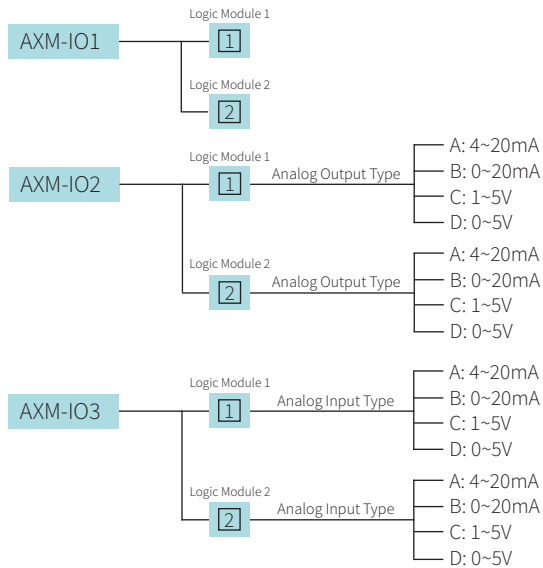 Logic Module 1
AXM-IO1
1
Logic Module 2
2
Logic Module 1
AXM-IO2
1
Analog Output Type
A: 4~20mA
B: 0~20mA
C: 1~5V
D: 0~5V
Logic Module 2
2
Analog Output Type
A: 4~20mA
B: 0~20mA
C: 1~5V
D: 0~5V
Logic Module 1
AXM-IO3
1
Analog Input Type
A: 4~20mA
B: 0~20mA
C: 1~5V
D: 0~5V
Logic Module 2
2
Analog Input Type
A: 4~20mA
B: 0~20mA
C: 1~5V
D: 0~5V